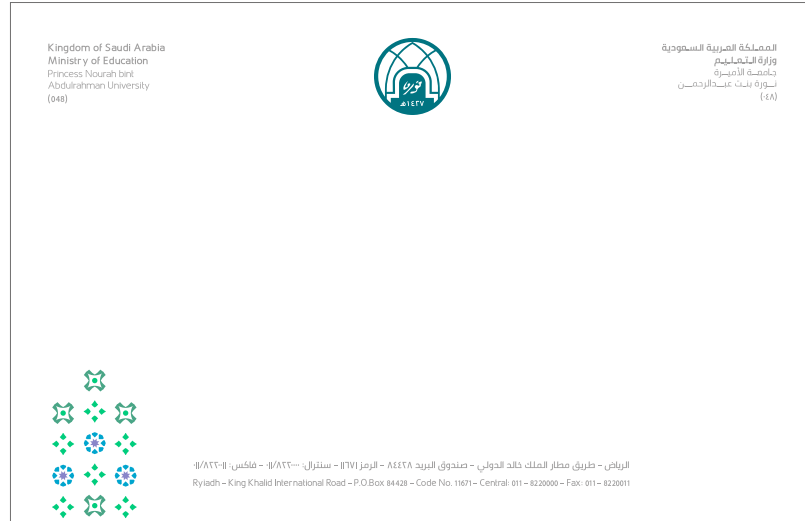 Kingdom of Saudi Arabia
Ministry of Education
Princess Nourah bint
Abdulrahman University
(048)
نورة
١٤٢٧هـ
المملكة العربية السعودية
وزارة التعليم
جامعة الأميرة
نورة بنت عبدالرحمن
(٠٤٨)
الرياض – طريق مطار الملك خالد الدولي – صندوق البريد ٨٤٤٢٨ – الرمز ١١٦٧١ – سنترال: ٠١١/٨٢٢٠٠٠٠ – فاكس: ٠١١/٨٢٢٠٠١١
Ryiadh – King Khalid International Road – P.O.Box 84428 – Code No. 11671 – Central: 011 – 8220000 – Fax: 011 – 8220011